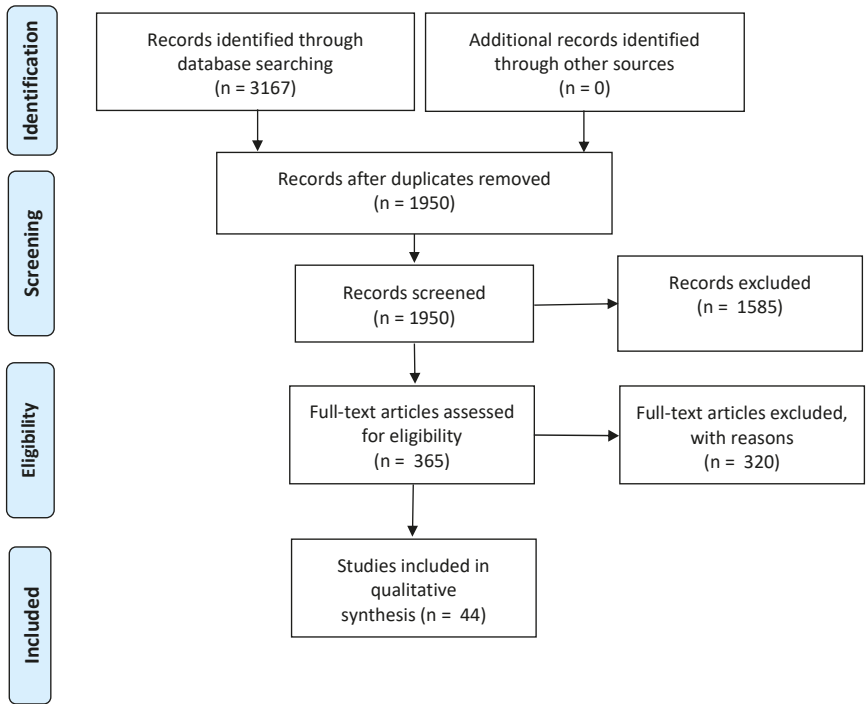 Identification
Records identified through
database searching
(n = 3167)
Additional records identified
through other sources
(n = 0)
Screening
Records after duplicates removed
(n = 1950)
Records screened
(n = 1950)
Records excluded
(n = 1585)
Eligibility
Full-text articles assessed
for eligibility
(n = 365)
Full-text articles excluded,
with reasons
(n = 320)
Included
Studies included in
qualitative
synthesis (n = 44)